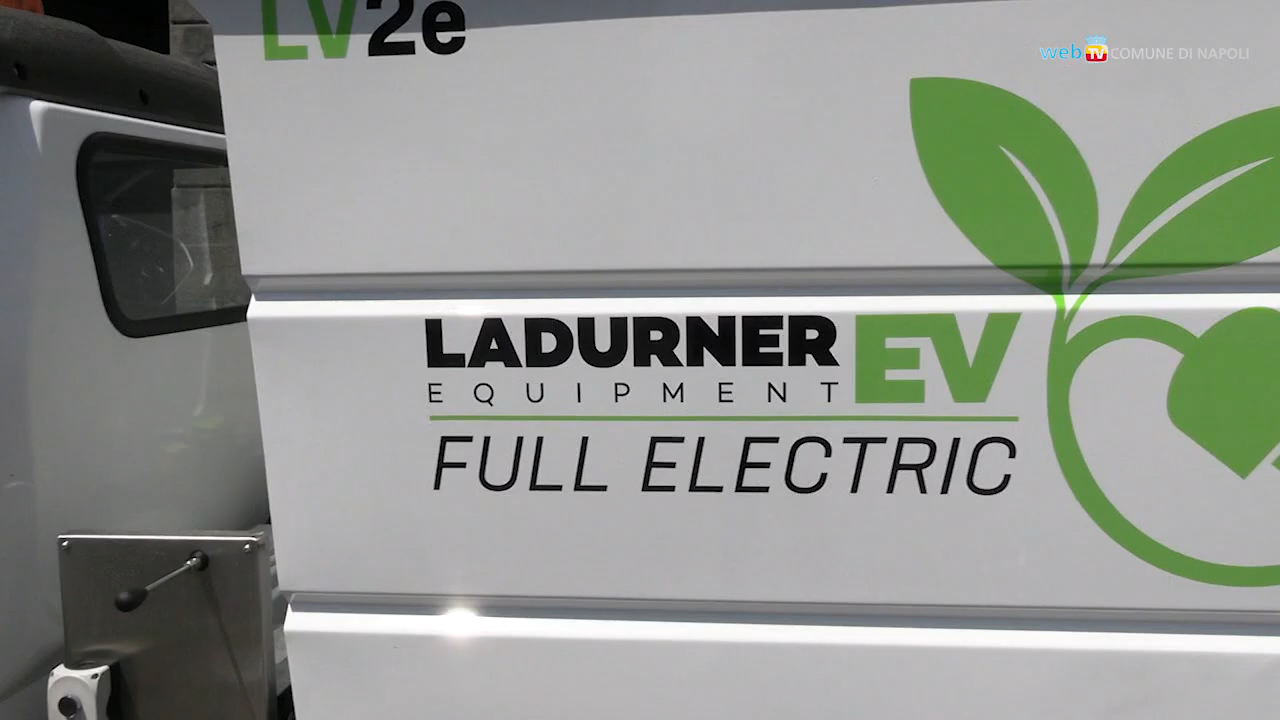 LV2e
web TV COMUNE DI NAPOLI
LADURNER EV
EQUIPMENT
FULL ELECTRIC